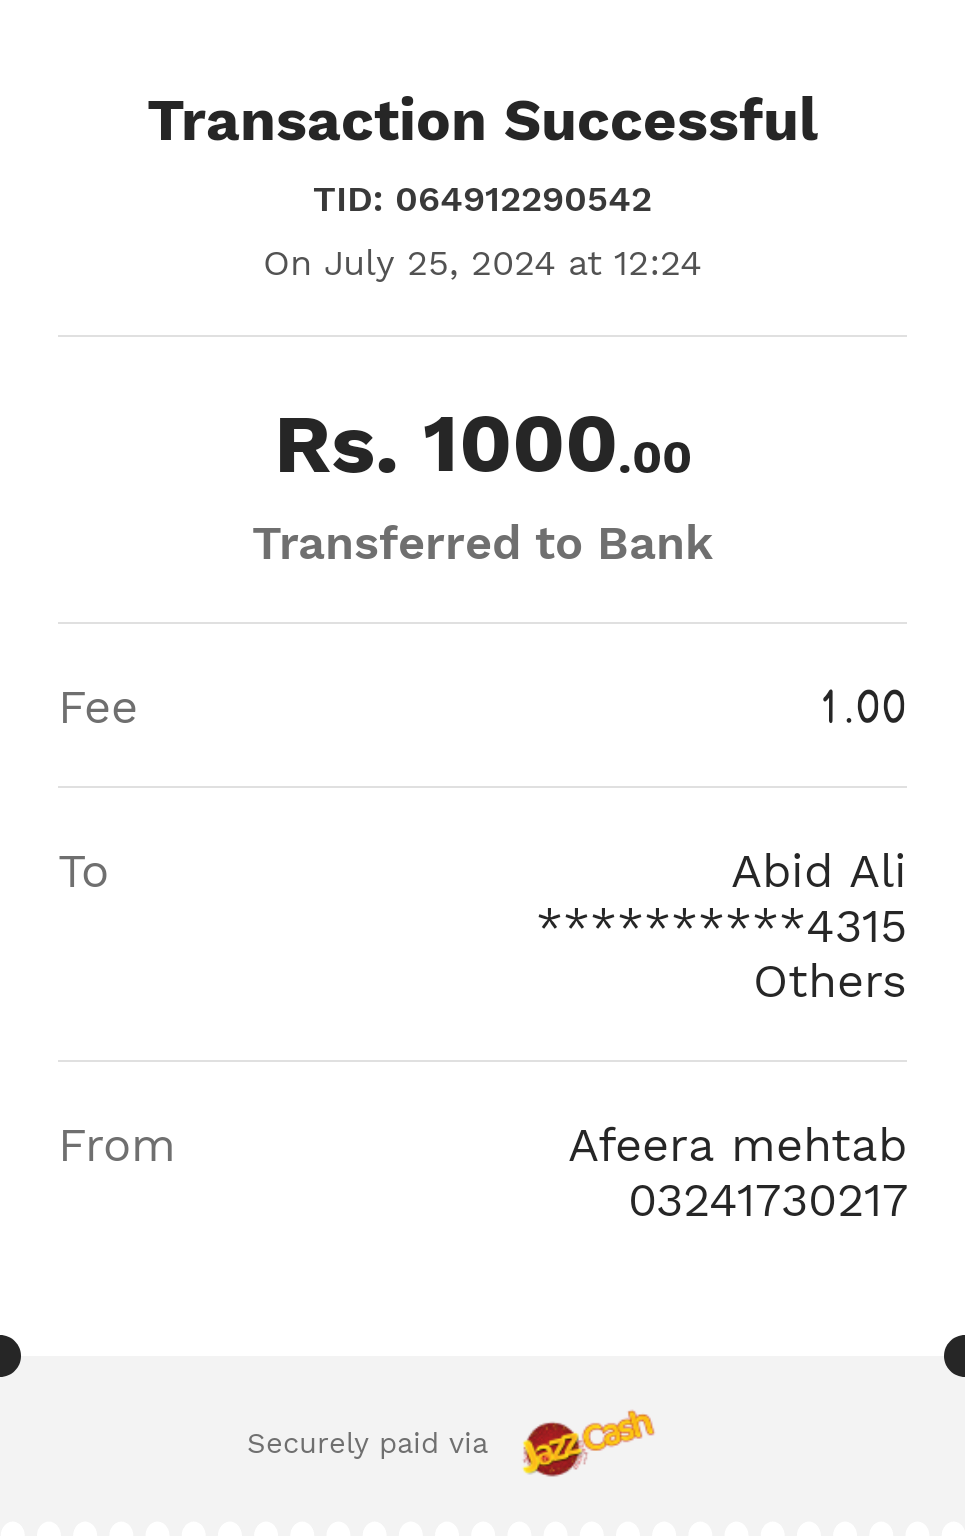 Transaction Successful
TID: 064912290542
On July 25, 2024 at 12:24
Rs. 1000.00
Transferred to Bank
Fee 1.00
To Abid Ali
**********4315
Others
From Afeera mehtab
03241730217
Securely paid via JazzCash